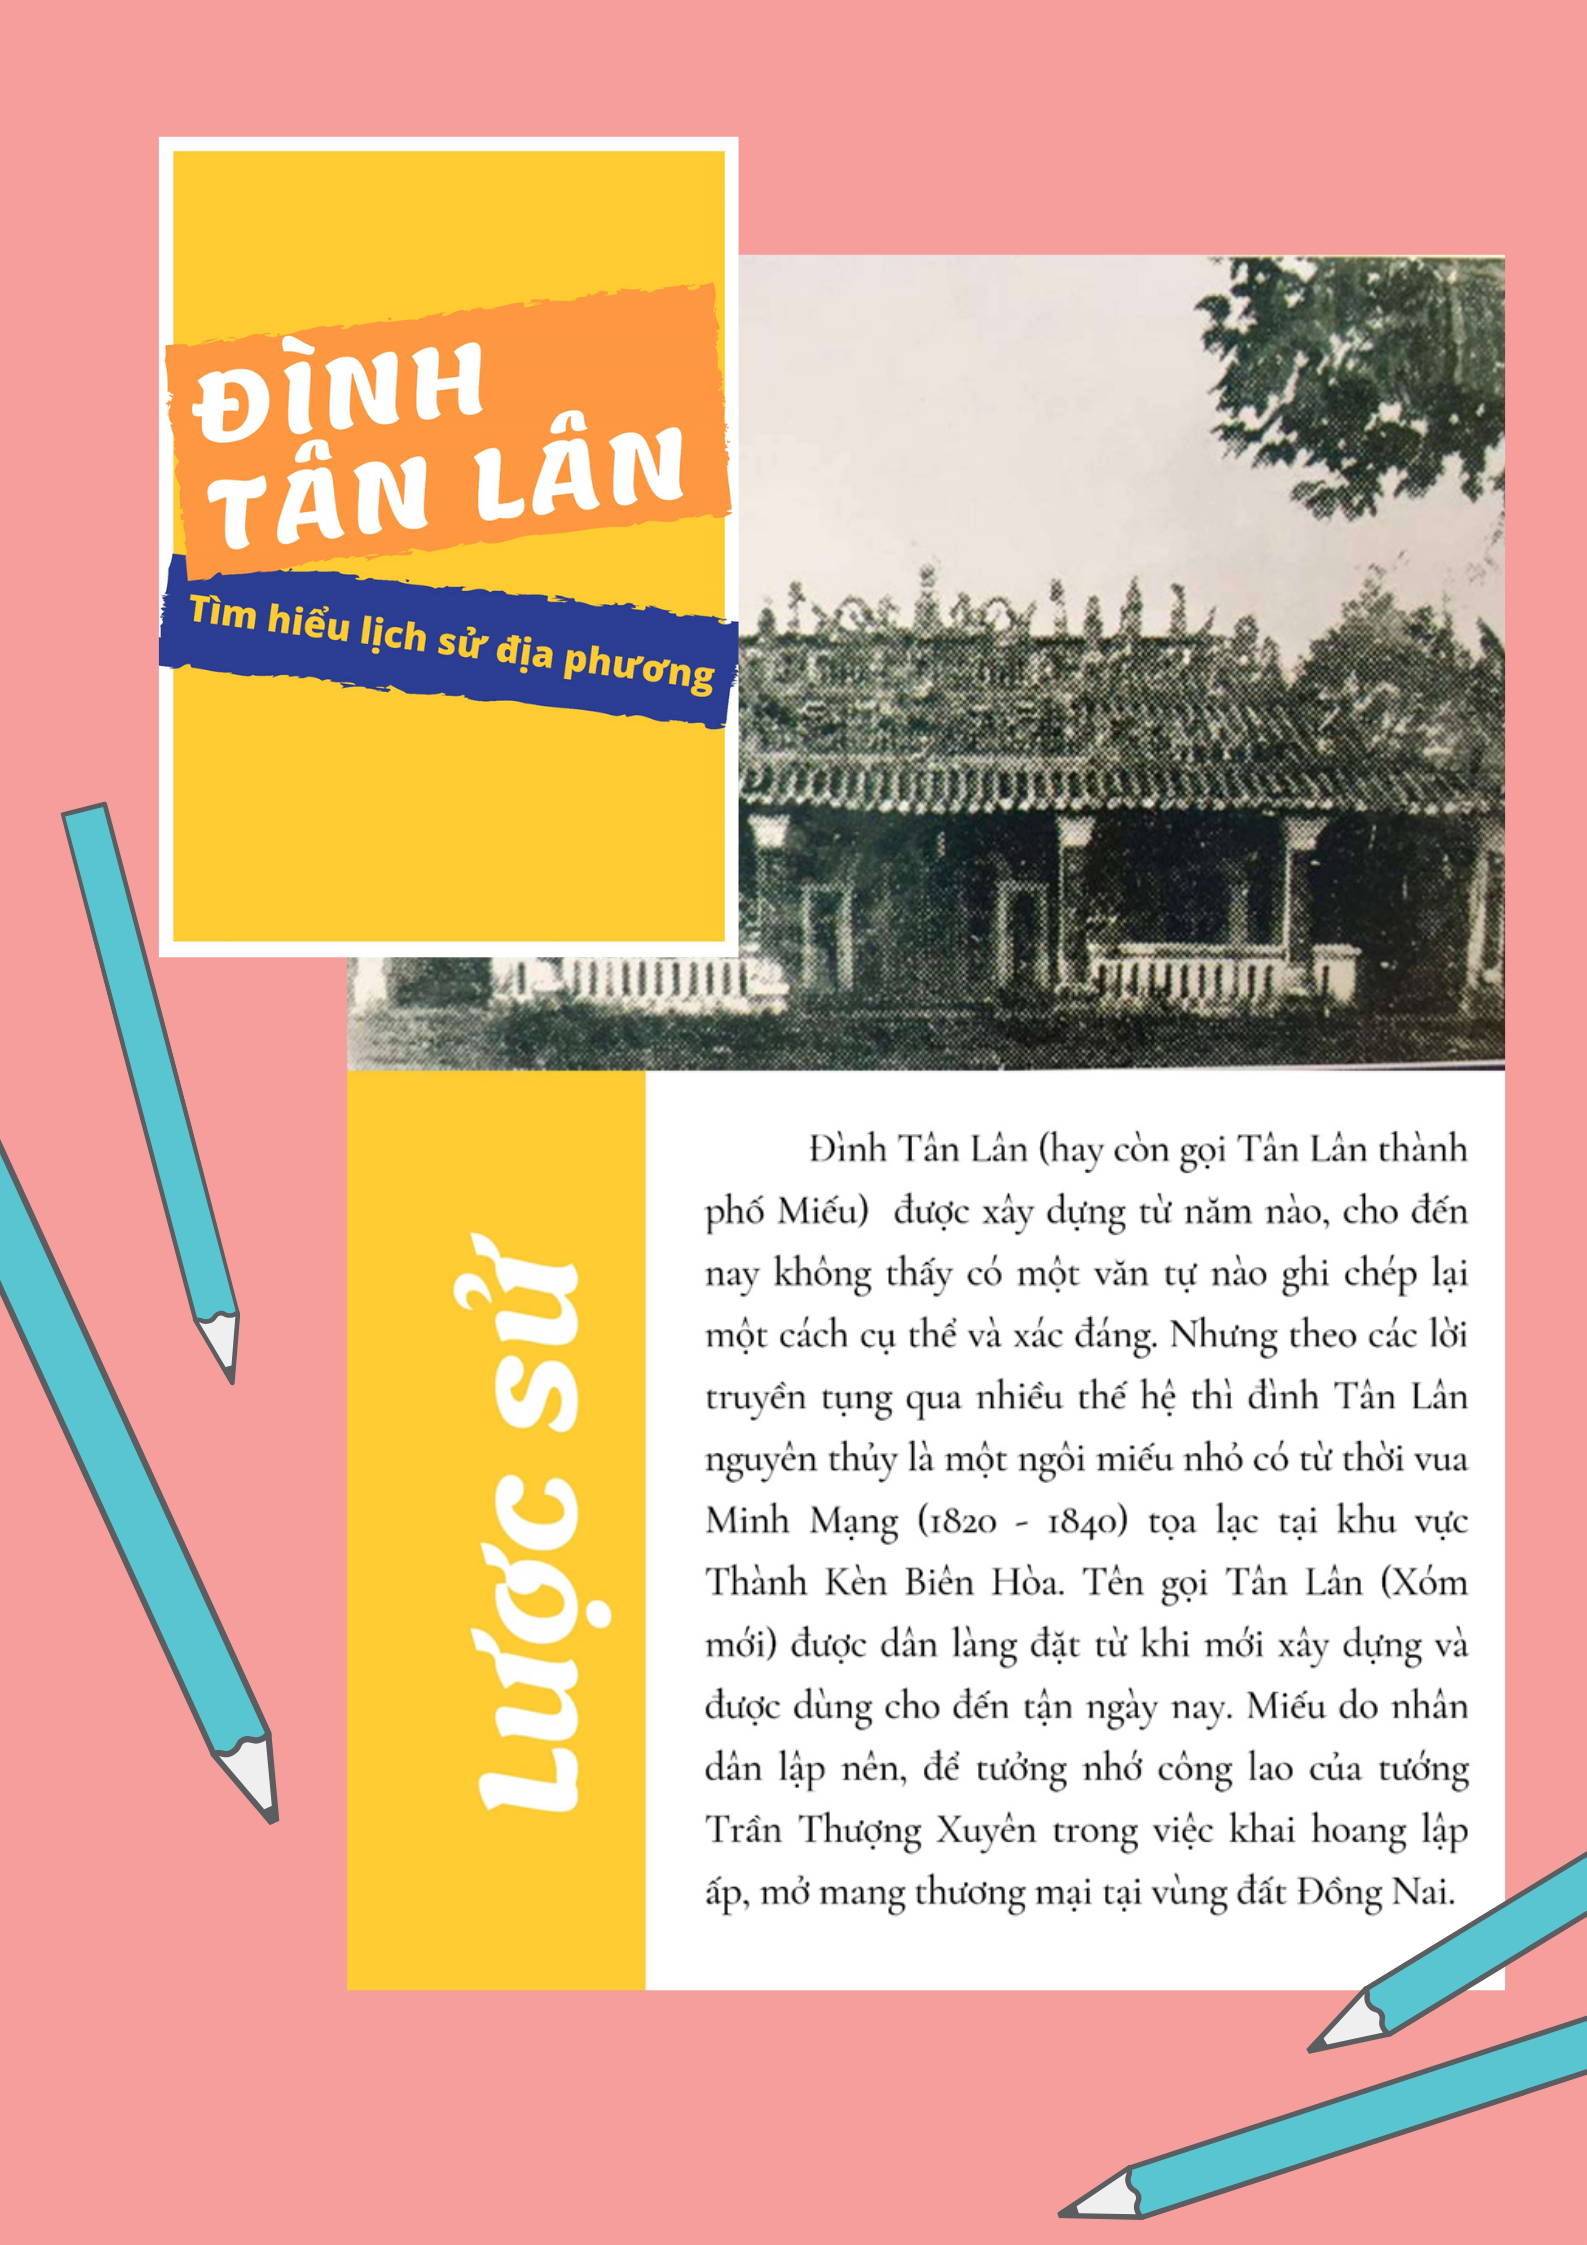 ĐÌNH
TÂN LÂN
Tìm hiểu lịch sử địa phương
Lược sử
Đình Tân Lân (hay còn gọi Tân Lân thành
phố Miếu) được xây dựng từ năm nào, cho đến
nay không thấy có một văn tự nào ghi chép lại
một cách cụ thể và xác đáng. Nhưng theo các lời
truyền tụng qua nhiều thế hệ thì đình Tân Lân
nguyên thủy là một ngôi miếu nhỏ có từ thời vua
Minh Mạng (1820 - 1840) tọa lạc tại khu vực
Thành Kèn Biên Hòa. Tên gọi Tân Lân (Xóm
mới) được dân làng đặt từ khi mới xây dựng và
được dùng cho đến tận ngày nay. Miếu do nhân
dân lập nên, để tưởng nhớ công lao của tướng
Trần Thượng Xuyên trong việc khai hoang lập
ấp, mở mang thương mại tại vùng đất Đồng Nai.